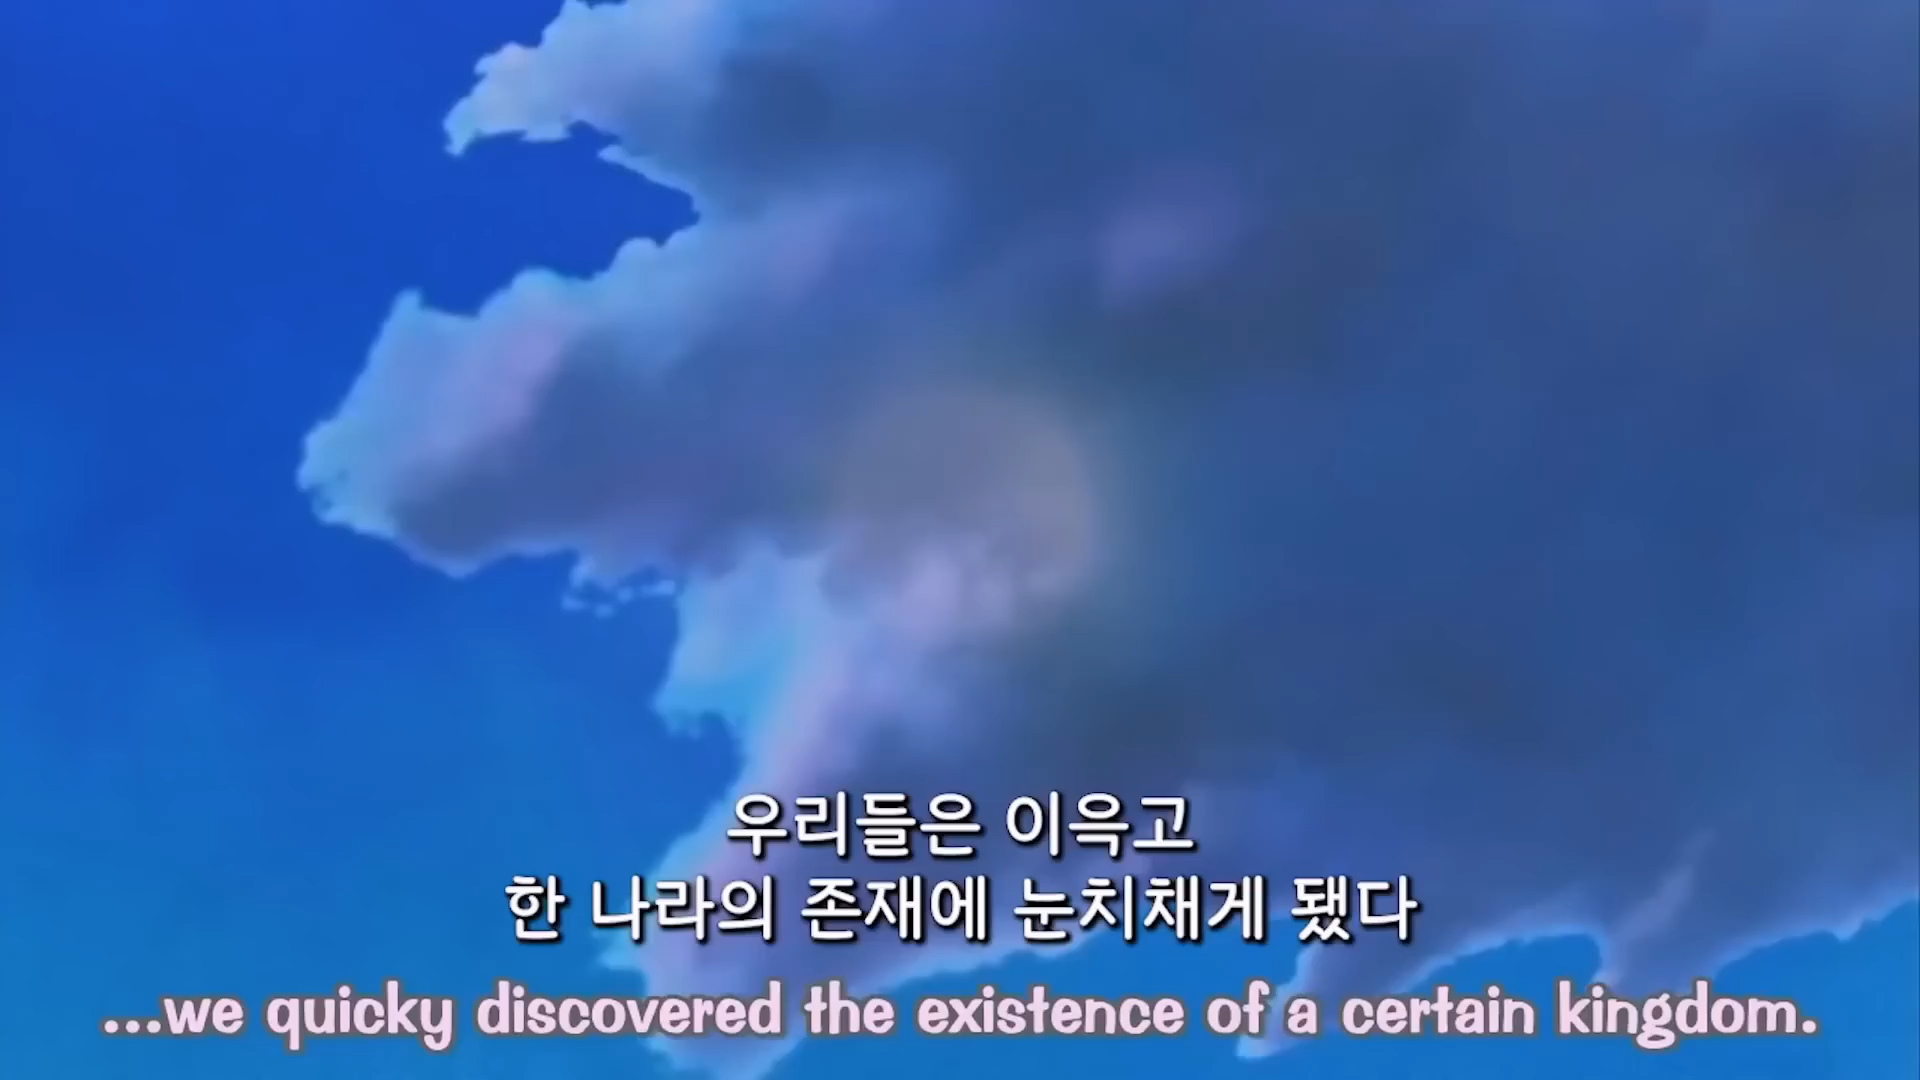 우리들은 이윽고
한 나라의 존재에 눈치채게 됐다
...we quicky discovered the existence of a certain kingdom.